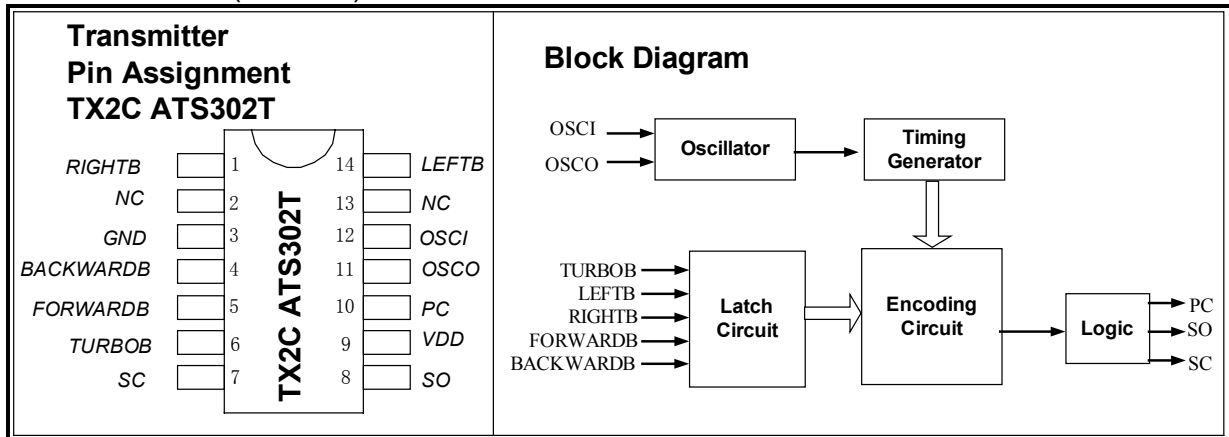 Transmitter
Pin Assignment
TX2C ATS302T
RIGHTB 1 14 LEFTB
NC 2 13 NC
GND 3 12 OSCI
BACKWARDB 4 11 OSCO
FORWARDB 5 10 PC
TURBOB 6 9 VDD
SC 7 8 SO
TX2C ATS302T
Block Diagram
OSCI
OSCO
Oscillator
Timing
Generator
TURBOB
LEFTB
RIGHTB
FORWARDB
BACKWARDB
Latch
Circuit
Encoding
Circuit
Logic
PC
SO
SC